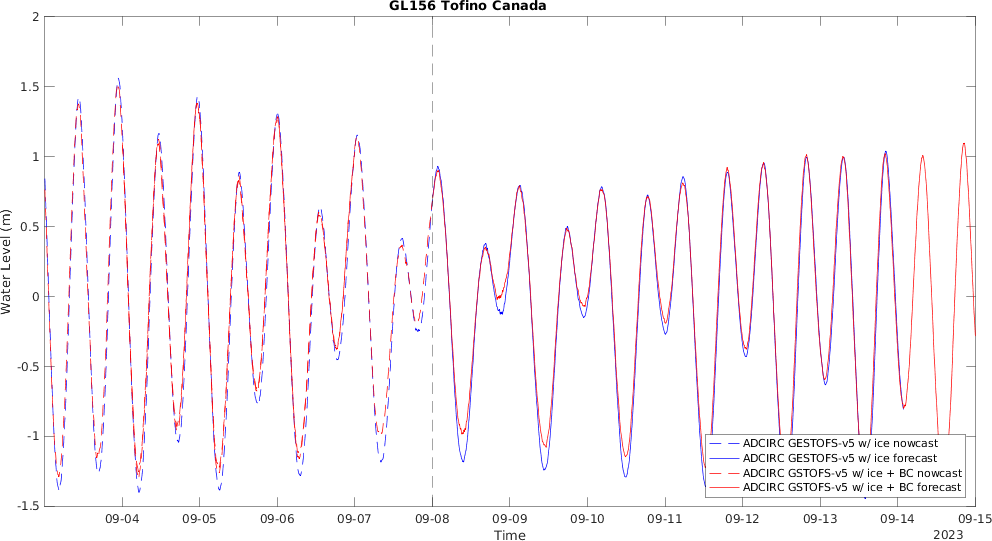 GL156 Tofino Canada
2
1.5
1
0.5
0
-0.5
-1
-1.5
Water Level (m)
ADCIRC GESTOFS-v5 w/ ice nowcast
ADCIRC GESTOFS-v5 w/ ice forecast
ADCIRC GSTOFS-v5 w/ ice + BC nowcast
ADCIRC GSTOFS-v5 w/ ice + BC forecast
09-04 09-05 09-06 09-07 09-08 09-09 09-10 09-11 09-12 09-13 09-14 09-15
Time
2023